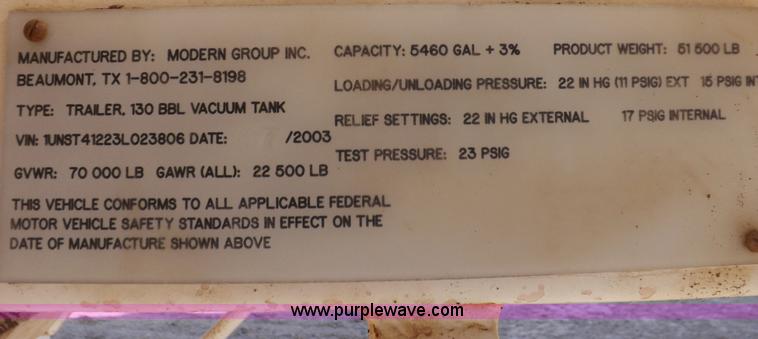 MANUFACTURED BY: MODERN GROUP INC.
BEAUMONT, TX 1-800-231-8198
TYPE: TRAILER, 130 BBL VACUUM TANK
VIN: 1UNST41223L023806 DATE: /2003
GVWR: 70 000 LB GAWR (ALL): 22 500 LB
THIS VEHICLE CONFORMS TO ALL APPLICABLE FEDERAL
MOTOR VEHICLE SAFETY STANDARDS IN EFFECT ON THE
DATE OF MANUFACTURE SHOWN ABOVE
CAPACITY: 5460 GAL + 3% PRODUCT WEIGHT: 51 500 LB
LOADING/UNLOADING PRESSURE: 22 IN HG (11 PSIG) EXT 15 PSIG INT
RELIEF SETTINGS: 22 IN HG EXTERNAL 17 PSIG INTERNAL
TEST PRESSURE: 23 PSIG
www.purplewave.com